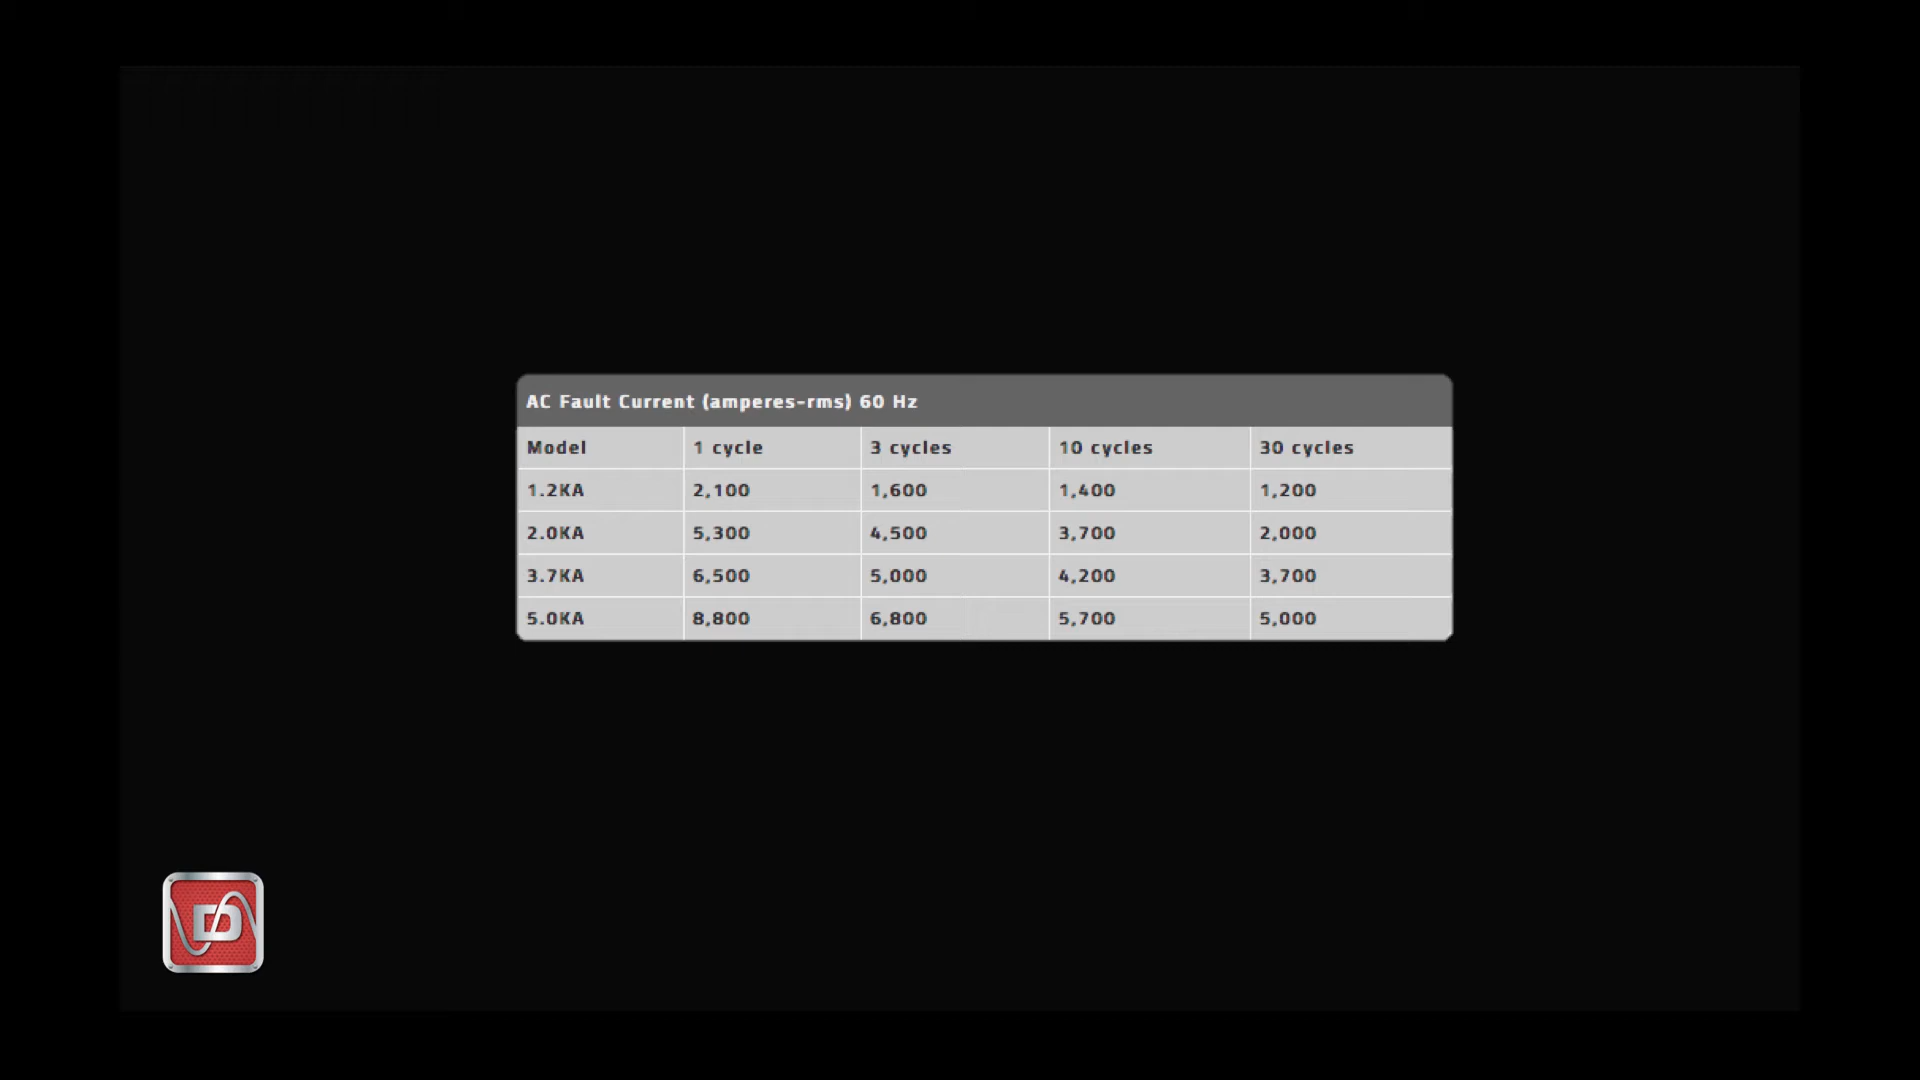 AC Fault Current (amperes-rms) 60 Hz
Model 1 cycle 3 cycles 10 cycles 30 cycles
1.2KA 2,100 1,600 1,400 1,200
2.0KA 5,300 4,500 3,700 2,000
3.7KA 6,500 5,000 4,200 3,700
5.0KA 8,800 6,800 5,700 5,000
D